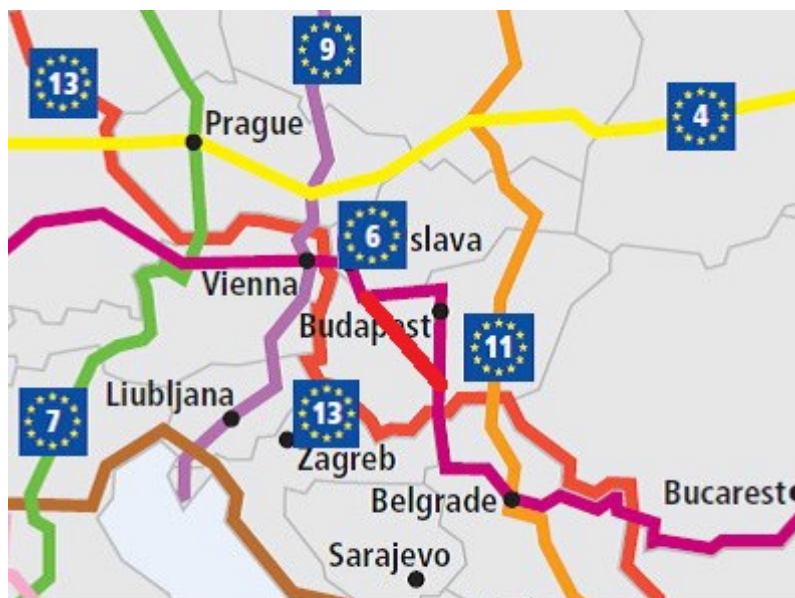 9
13
4
Prague
6
slava
Vienna
Budapest
11
Liubljana
7
13
Zagreb
Belgrade
Bucarest
Sarajevo